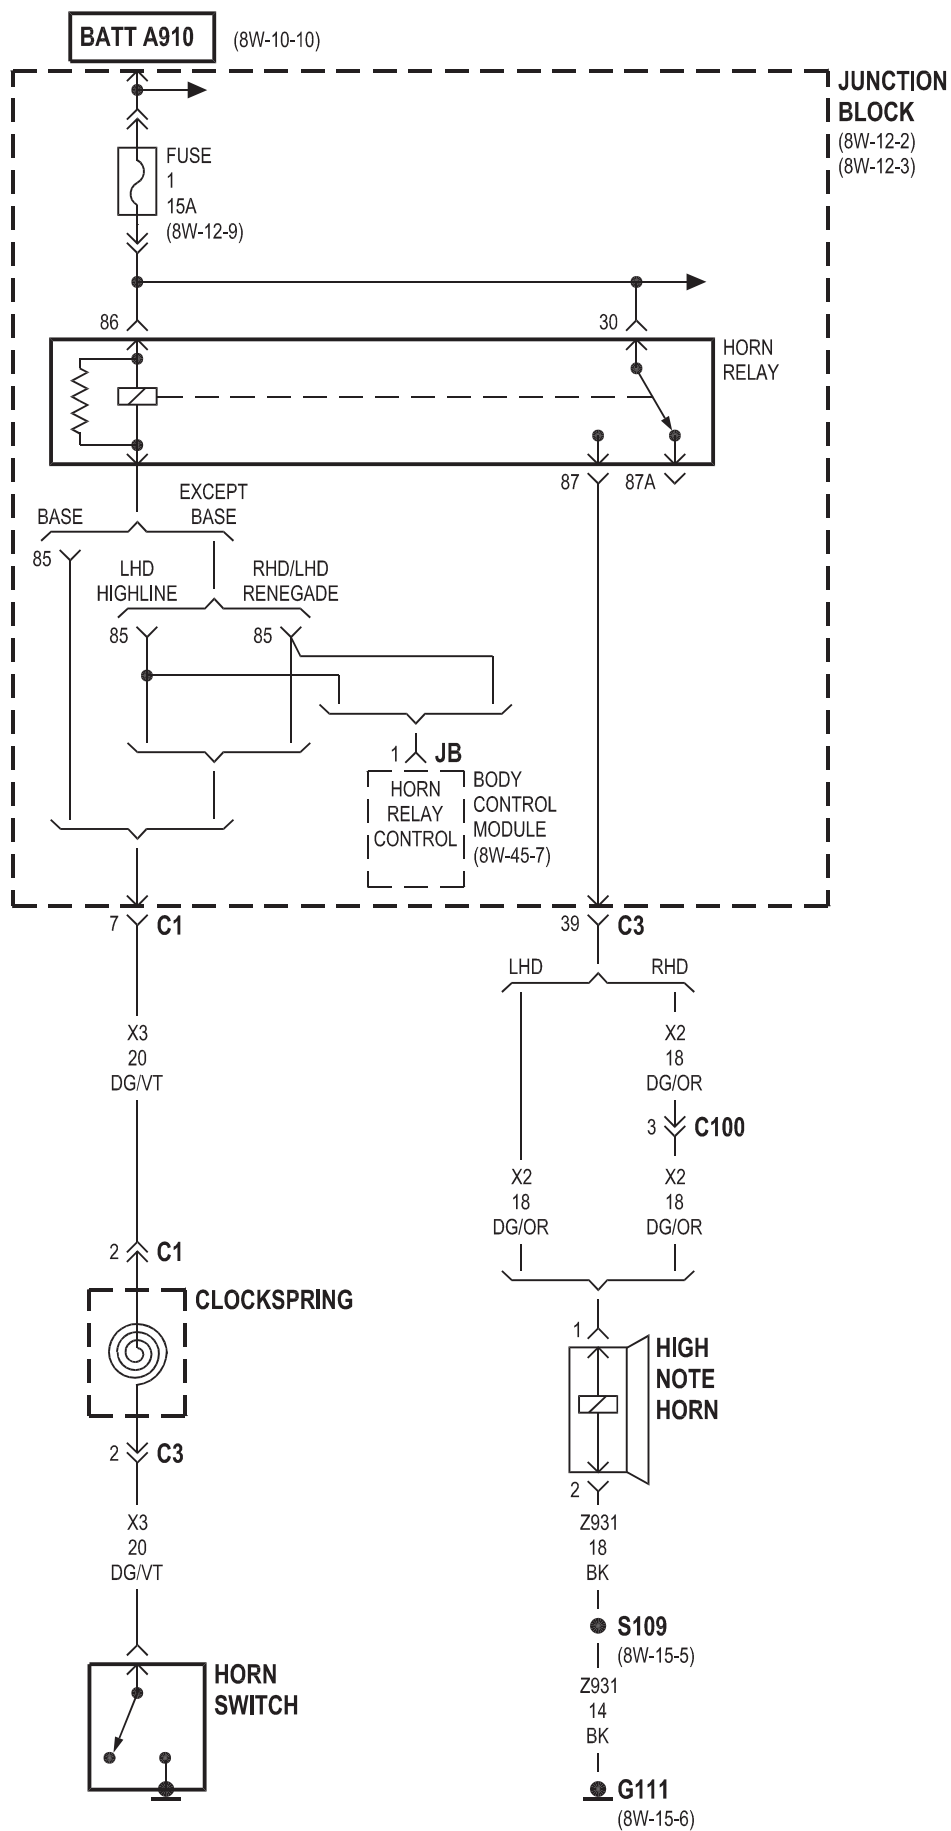 BATT A910
(8W-10-10)
JUNCTION
BLOCK
(8W-12-2)
(8W-12-3)
FUSE
1
15A
(8W-12-9)
86
30
HORN
RELAY
87
87A
BASE
EXCEPT
BASE
85
LHD
HIGHLINE
RHD/LHD
RENEGADE
85
85
1
JB
HORN
RELAY
CONTROL
BODY
CONTROL
MODULE
(8W-45-7)
7
C1
39
C3
LHD
RHD
X3
20
DG/VT
X2
18
DG/OR
3
C100
X2
18
DG/OR
X2
18
DG/OR
2
C1
CLOCKSPRING
1
HIGH
NOTE
HORN
2
C3
2
X3
20
DG/VT
Z931
18
BK
S109
(8W-15-5)
HORN
SWITCH
Z931
14
BK
G111
(8W-15-6)